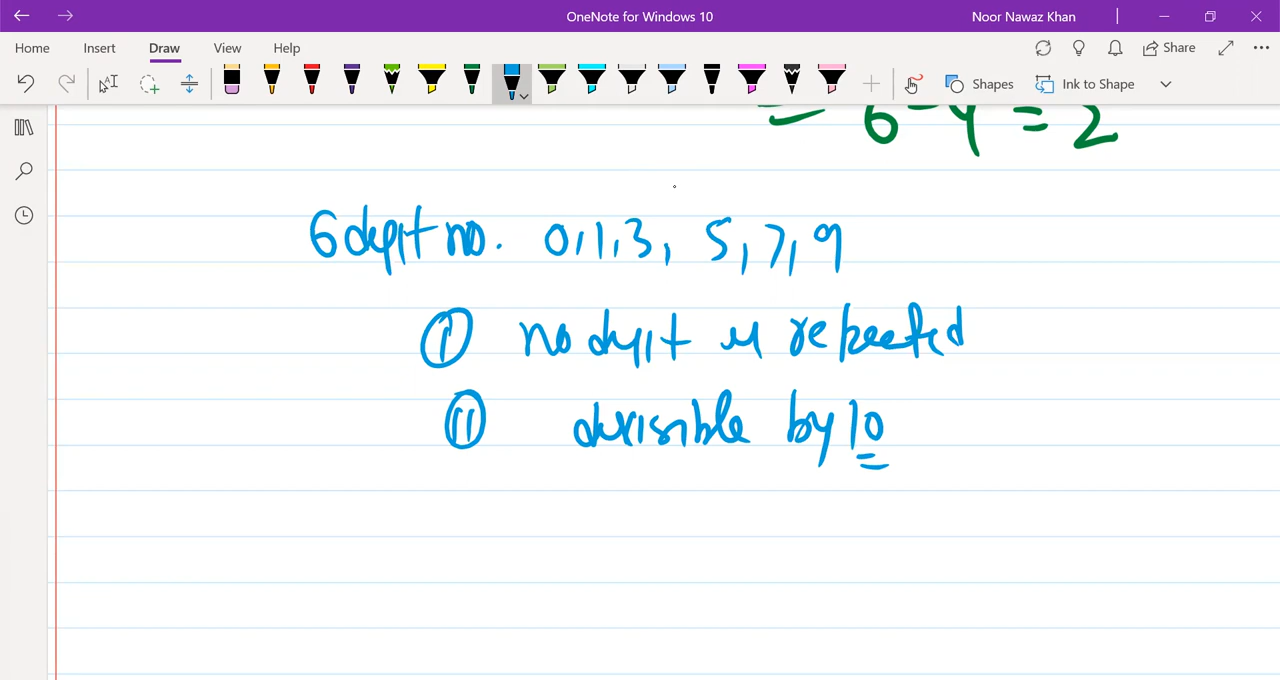 OneNote for Windows 10
Noor Nawaz Khan
Home Insert Draw View Help Share
Shapes Ink to Shape
= 6-4 = 2
6 digit no. 0,1,3, 5,7,9
(I) no digit is repeated
(II) divisible by 10